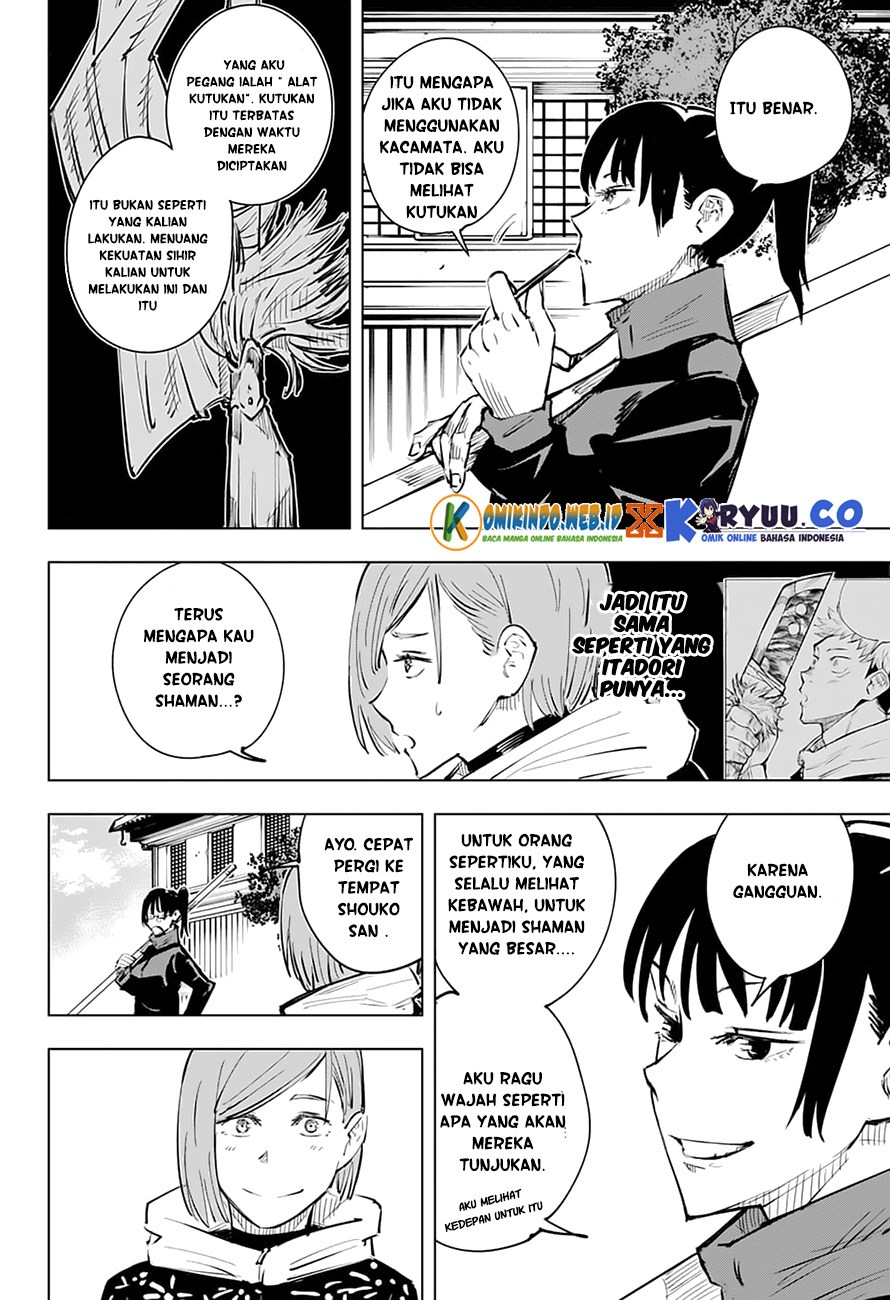 ITU BENAR.
ITU MENGAPA
JIKA AKU TIDAK
MENGGUNAKAN
KACAMATA. AKU
TIDAK BISA
MELIHAT
KUTUKAN
YANG AKU
PEGANG IALAH " ALAT
KUTUKAN". KUTUKAN
ITU TERBATAS
DENGAN WAKTU
MEREKA
DICIPTAKAN
ITU BUKAN SEPERTI
YANG KALIAN
LAKUKAN. MENUANG
KEKUATAN SIHIR
KALIAN UNTUK
MELAKUKAN INI DAN
ITU
KOMIKINDO.WEB.ID
BACA MANGA ONLINE BAHASA INDONESIA
X
KIRYUU.CO
OMIK ONLINE BAHASA INDONESIA
JADI ITU
SAMA
SEPERTI YANG
ITADORI
PUNYA...
TERUS
MENGAPA KAU
MENJADI
SEORANG
SHAMAN...?
KARENA
GANGGUAN.
UNTUK ORANG
SEPERTIKU, YANG
SELALU MELIHAT
KEBAWAH, UNTUK
MENJADI SHAMAN
YANG BESAR....
AKU RAGU
WAJAH SEPERTI
APA YANG AKAN
MEREKA
TUNJUKAN.
AKU MELIHAT
KEDEPAN UNTUK ITU
AYO. CEPAT
PERGI KE
TEMPAT
SHOUKO
SAN .